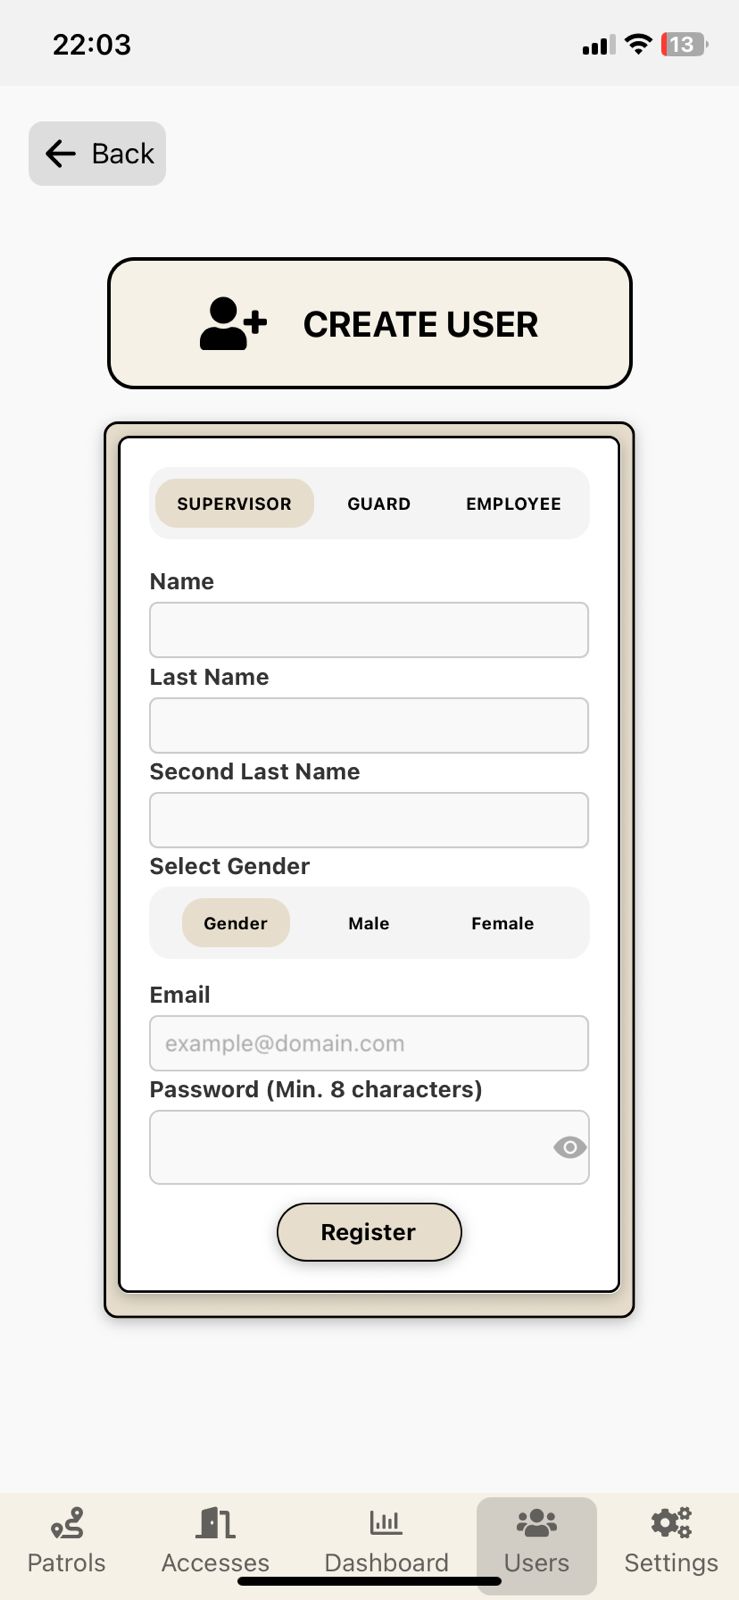 22:03
13
Back
CREATE USER
SUPERVISOR GUARD EMPLOYEE
Name
Last Name
Second Last Name
Select Gender
Gender Male Female
Email
example@domain.com
Password (Min. 8 characters)
Register
Patrols Accesses Dashboard Users Settings